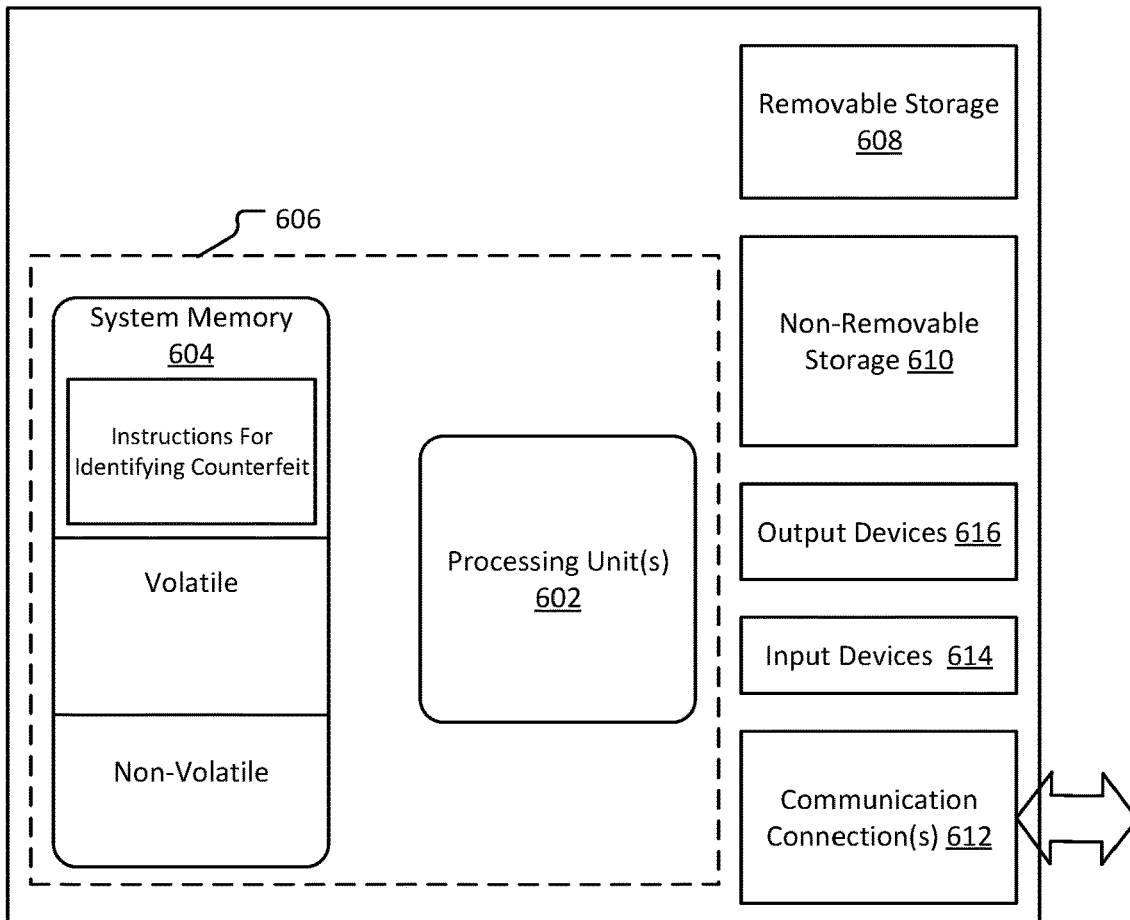 Removable Storage
608
606
System Memory
604
Instructions For
Identifying Counterfeit
Volatile
Non-Volatile
Processing Unit(s)
602
Non-Removable
Storage 610
Output Devices 616
Input Devices 614
Communication
Connection(s) 612